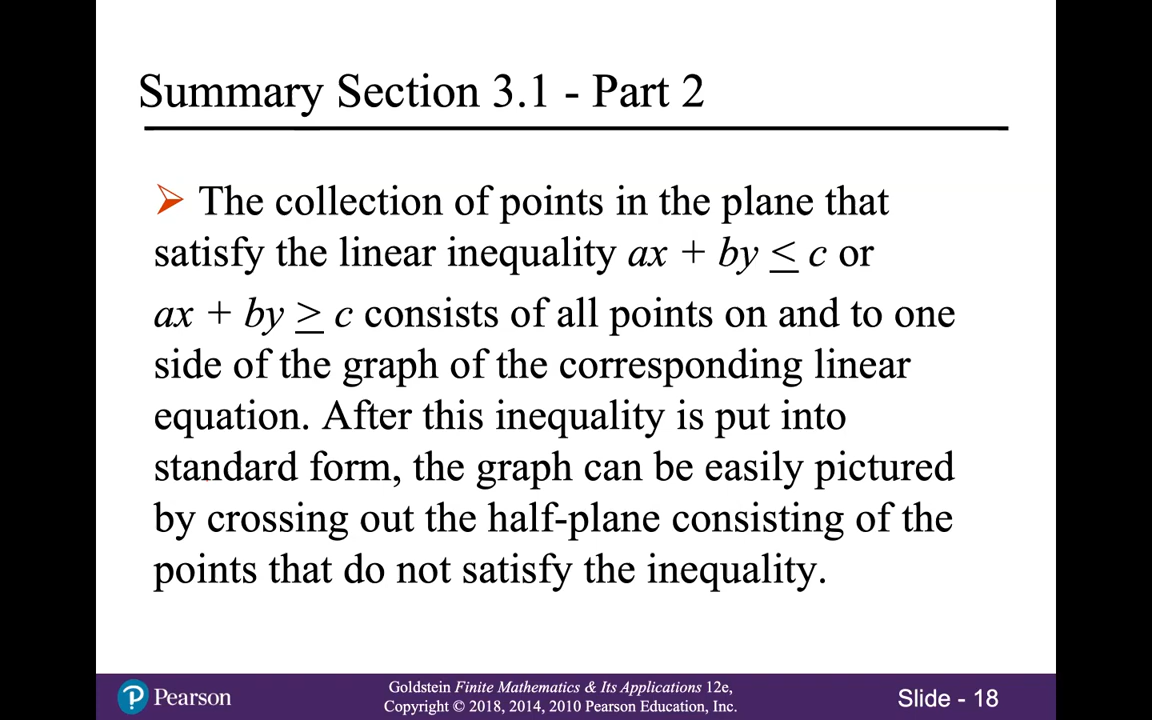 Summary Section 3.1 - Part 2
➢ The collection of points in the plane that
satisfy the linear inequality ax + by ≤ c or
ax + by ≥ c consists of all points on and to one
side of the graph of the corresponding linear
equation. After this inequality is put into
standard form, the graph can be easily pictured
by crossing out the half-plane consisting of the
points that do not satisfy the inequality.
Pearson
Goldstein Finite Mathematics & Its Applications 12e,
Copyright © 2018, 2014, 2010 Pearson Education, Inc.
Slide - 18